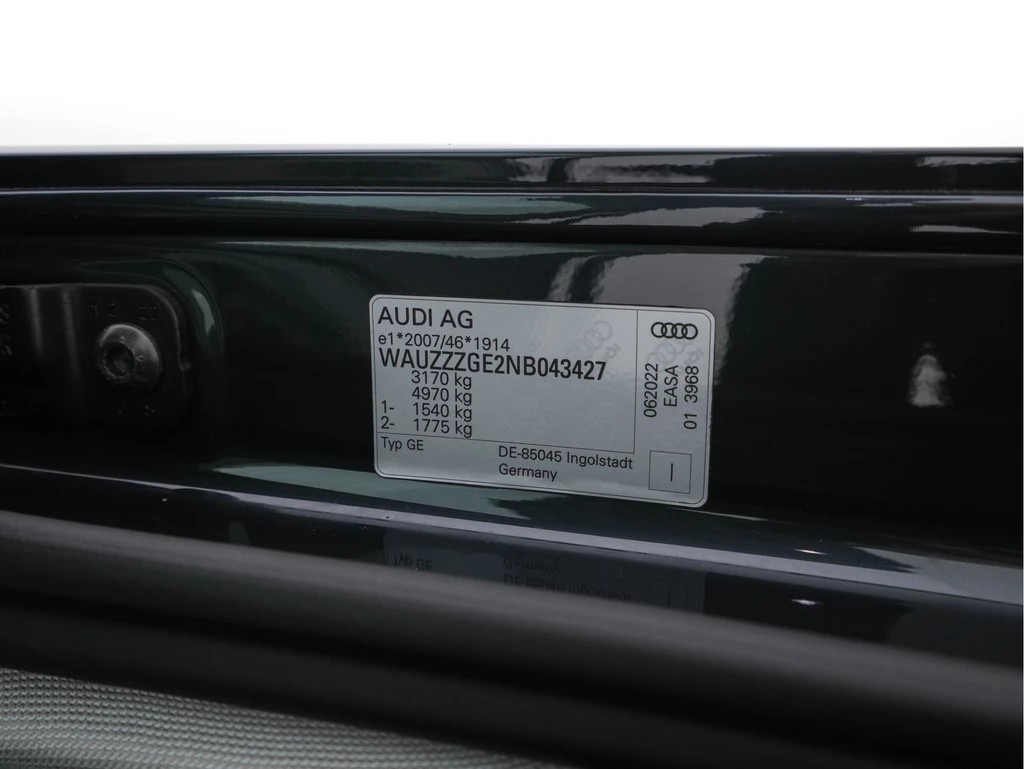 AUDI AG
e1*2007/46*1914
WAUZZZGE2NB043427
3170 kg
4970 kg
1- 1540 kg
2- 1775 kg
Typ GE
DE-85045 Ingolstadt
Germany
062022
EASA
01 3968
I